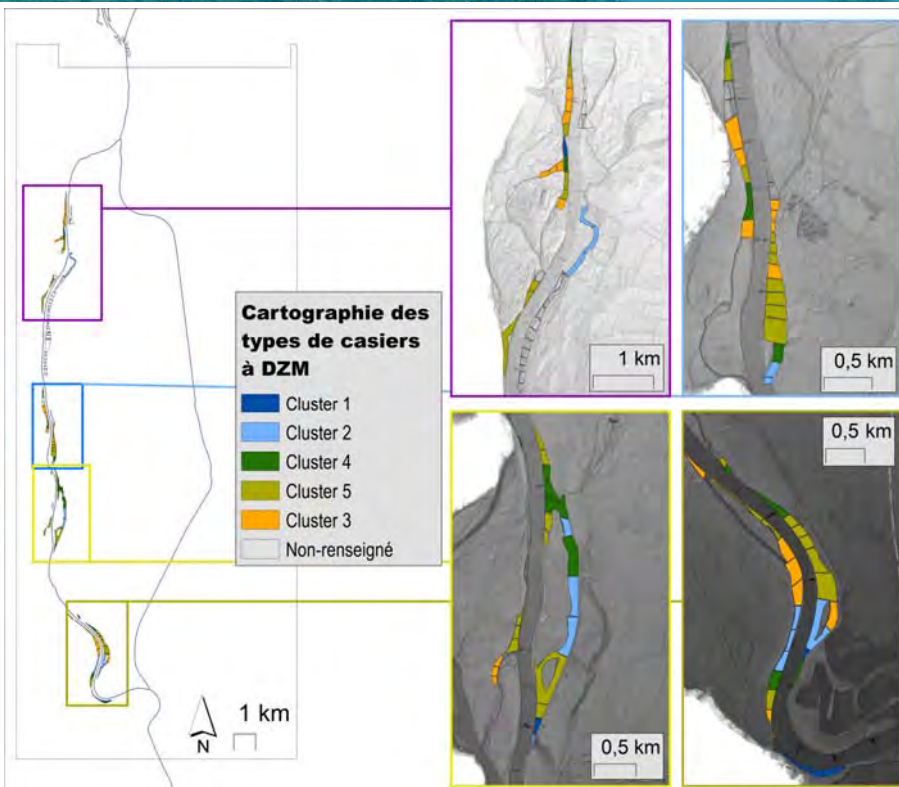 Cartographie des
types de casiers
à DZM
Cluster 1
Cluster 2
Cluster 4
Cluster 5
Cluster 3
Non-renseigné
N
1 km
1 km
0,5 km
0,5 km
0,5 km